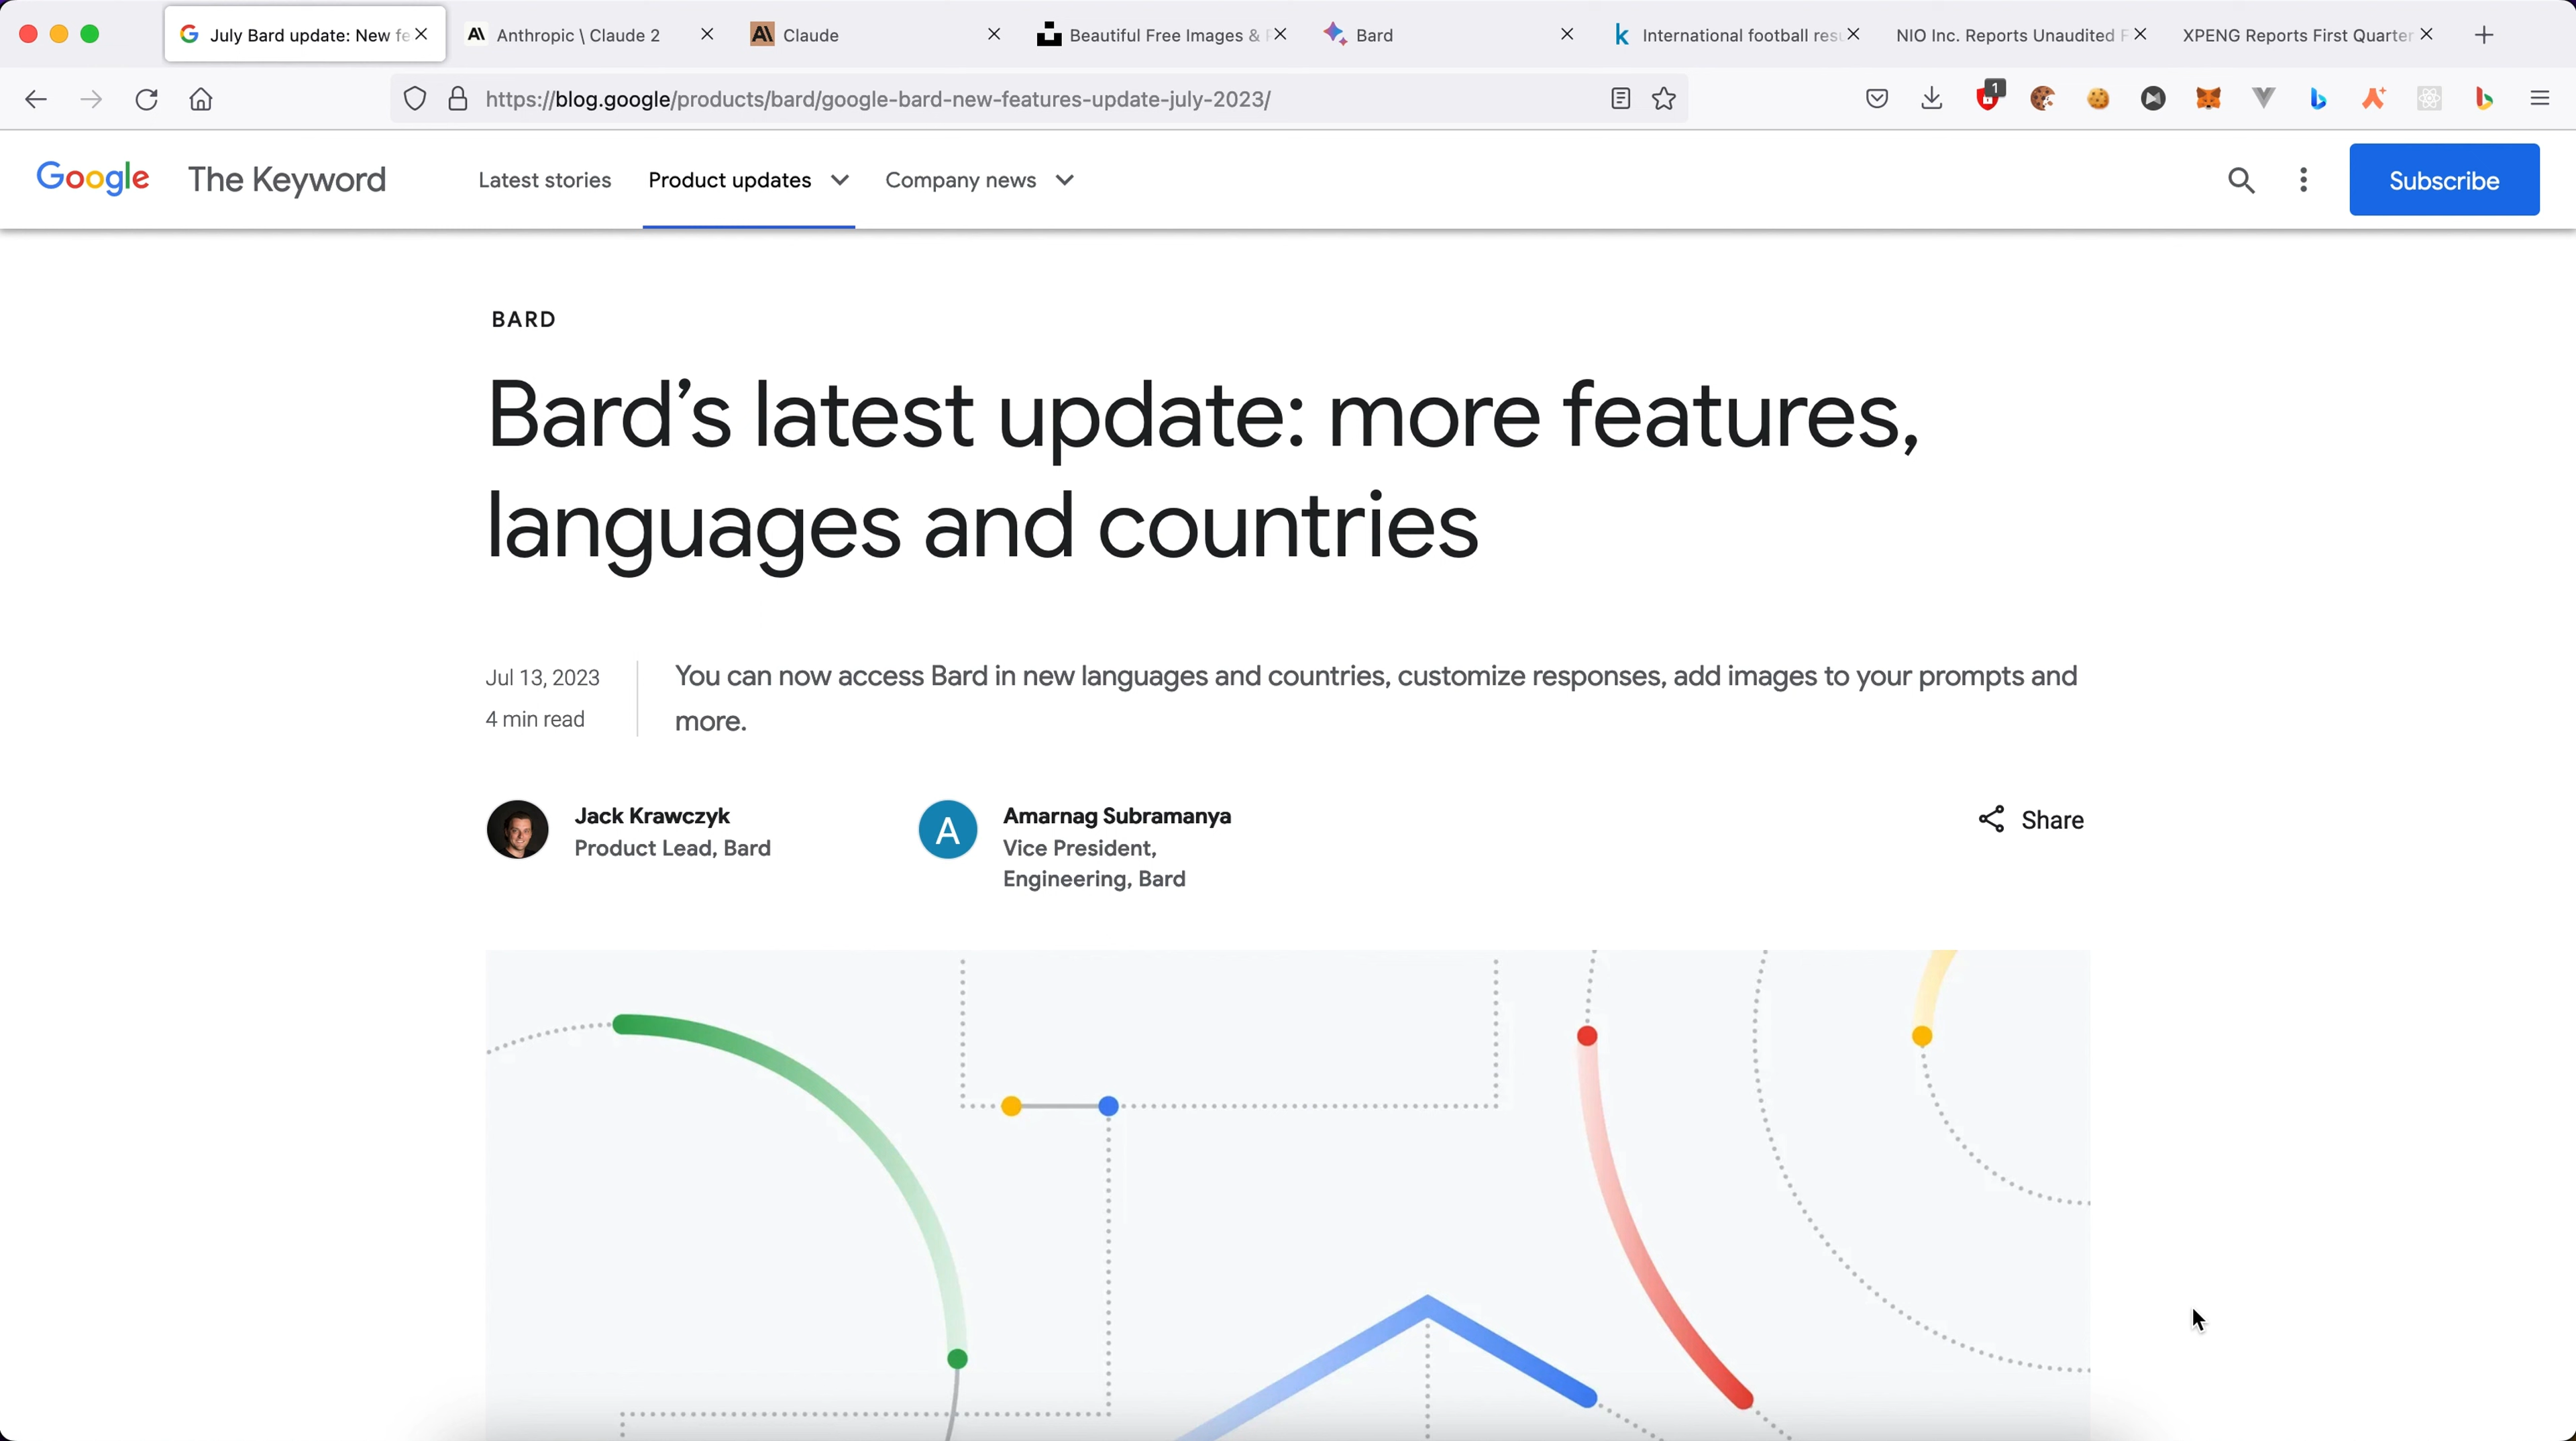 July Bard update: New fe
Anthropic \ Claude 2
Claude
Beautiful Free Images &
Bard
International football resu
NIO Inc. Reports Unaudited F
XPENG Reports First Quarter
https://blog.google/products/bard/google-bard-new-features-update-july-2023/
1
Google The Keyword
Latest stories
Product updates
Company news
Subscribe
BARD
Bard’s latest update: more features,
languages and countries
Jul 13, 2023
4 min read
You can now access Bard in new languages and countries, customize responses, add images to your prompts and
more.
Jack Krawczyk
Product Lead, Bard
A
Amarnag Subramanya
Vice President,
Engineering, Bard
Share